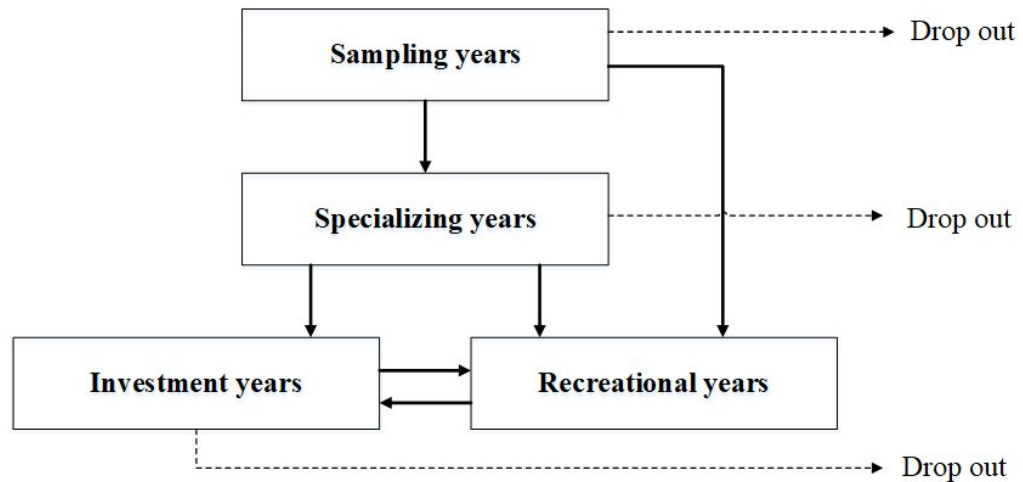 Drop out
Sampling years
Specializing years
Drop out
Investment years
Recreational years
Drop out